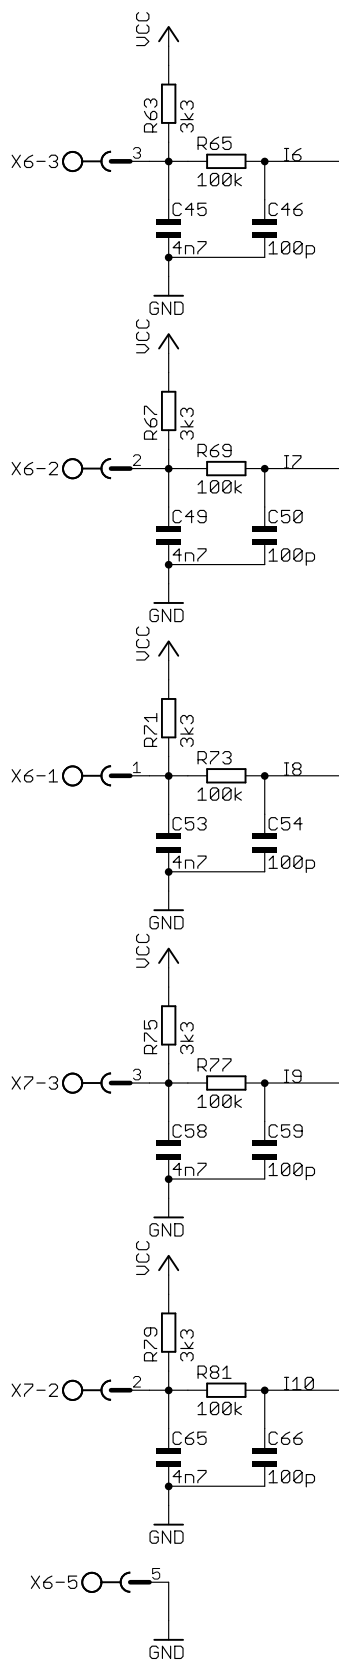 VCC
R63
3k3
X6-3
3
R65
100k
I6
C45
4n7
C46
100p
GND
VCC
R67
3k3
X6-2
2
R69
100k
I7
C49
4n7
C50
100p
GND
VCC
R71
3k3
X6-1
1
R73
100k
I8
C53
4n7
C54
100p
GND
VCC
R75
3k3
X7-3
3
R77
100k
I9
C58
4n7
C59
100p
GND
VCC
R79
3k3
X7-2
2
R81
100k
I10
C65
4n7
C66
100p
GND
X6-5
5
GND